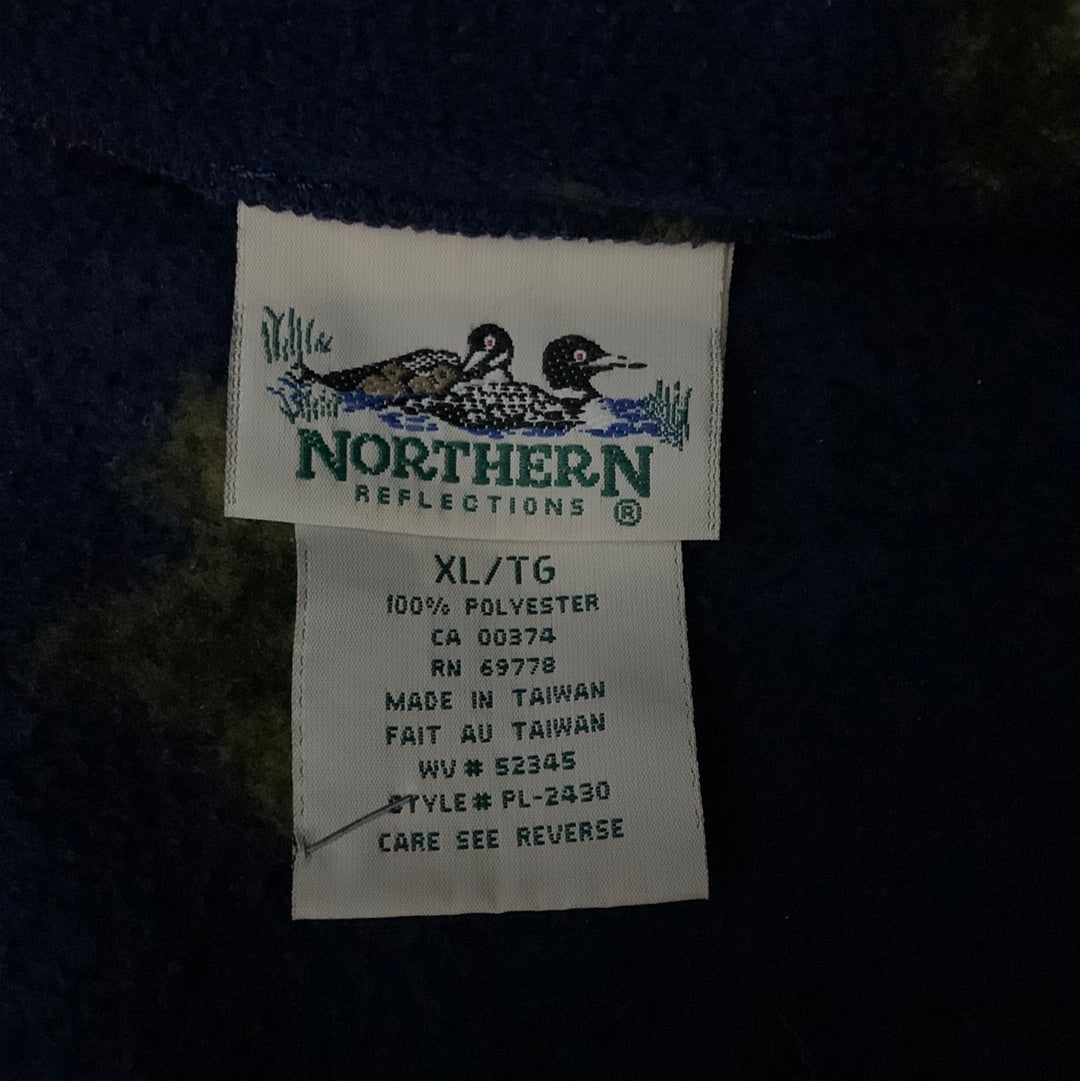 NORTHERN
REFLECTIONS ®
XL/TG
100% POLYESTER
CA 00374
RN 69778
MADE IN TAIWAN
FAIT AU TAIWAN
WV# 52345
STYLE# PL-2430
CARE SEE REVERSE